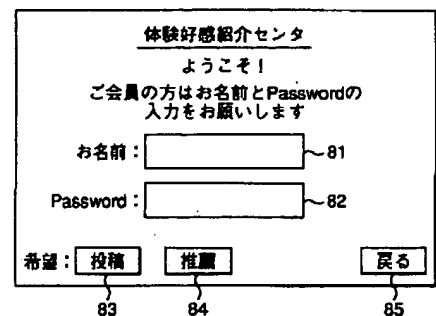 体験好感紹介センタ
ようこそ！
ご会員の方はお名前とPasswordの
入力をお願いします
お名前： 81
Password： 82
希望： 投稿 推薦 戻る
83 84 85